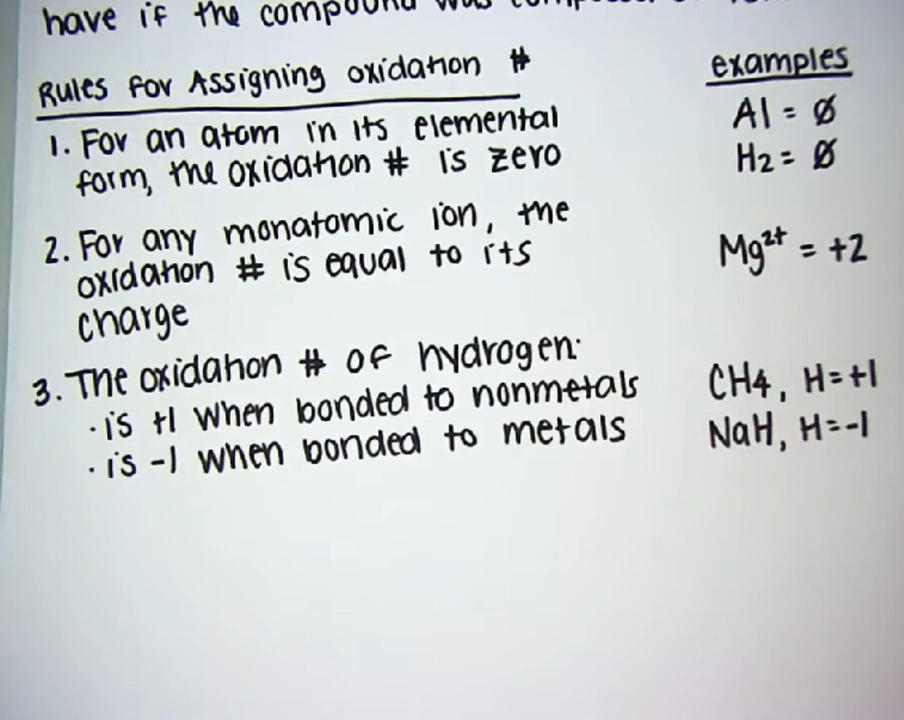 have if the compound was
Rules for Assigning oxidation # examples
1. For an atom in its elemental Al = Ø
form, the oxidation # is zero H2 = Ø
2. For any monatomic ion, the
oxidation # is equal to its Mg²⁺ = +2
charge
3. The oxidation # of hydrogen:
· is +1 when bonded to nonmetals CH4, H=+1
· is -1 when bonded to metals NaH, H=-1